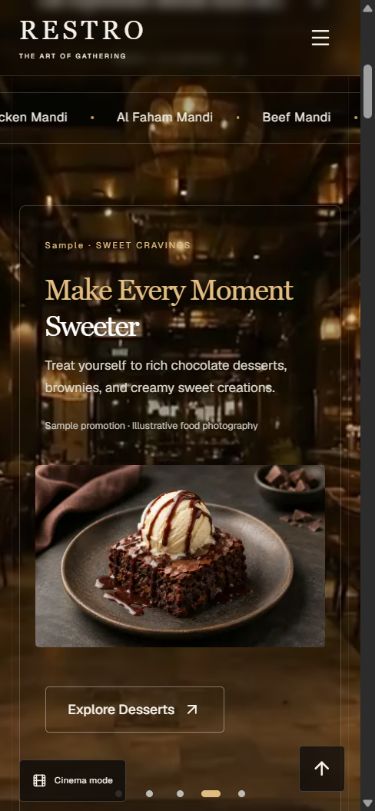 RESTRO
THE ART OF GATHERING
cken Mandi • Al Faham Mandi • Beef Mandi •
Sample · SWEET CRAVINGS
Make Every Moment
Sweeter
Treat yourself to rich chocolate desserts,
brownies, and creamy sweet creations.
Sample promotion · Illustrative food photography
Explore Desserts
Cinema mode